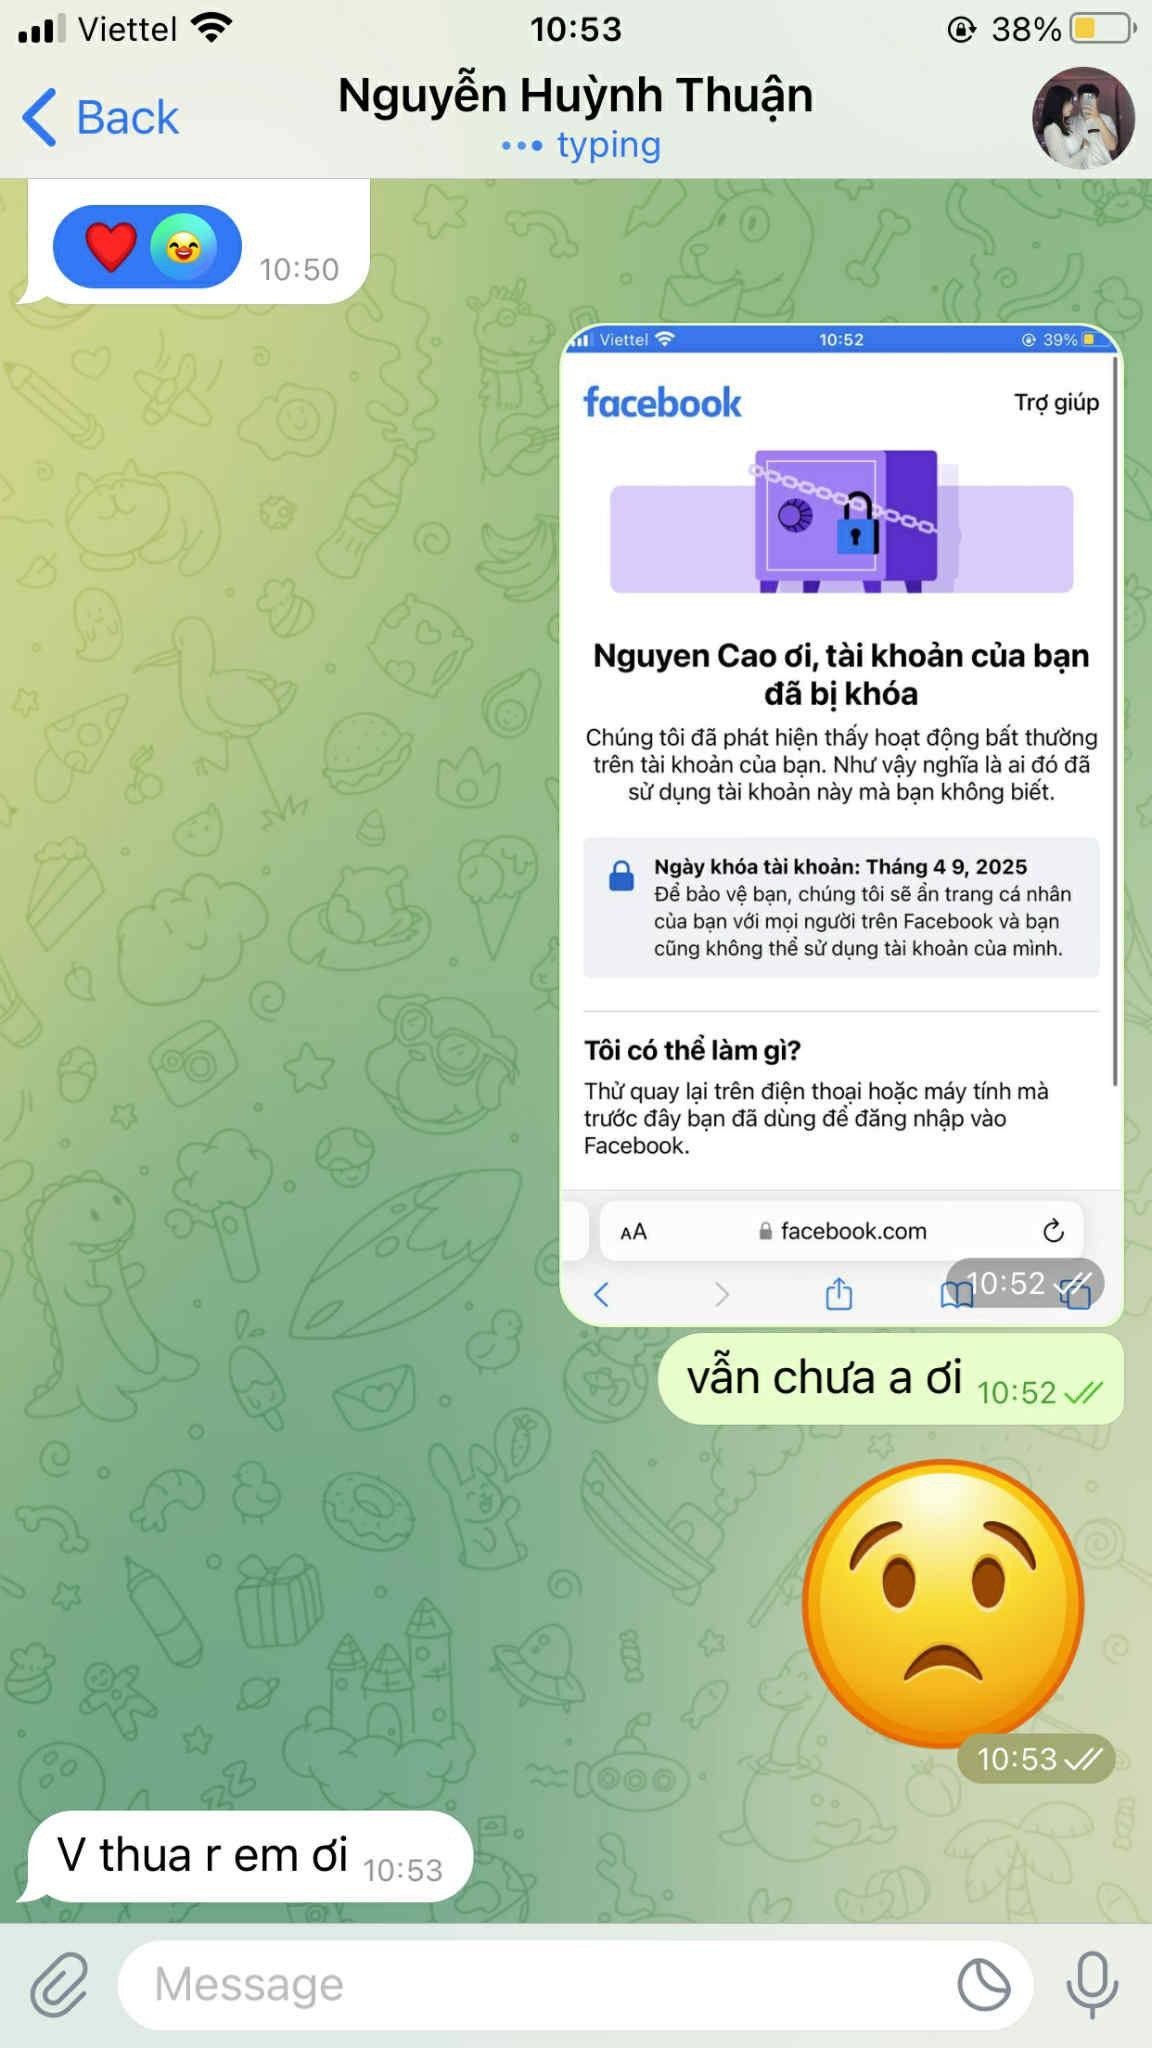 Viettel 10:53 38%
Back
Nguyễn Huỳnh Thuận
typing
10:50
Viettel 10:52 39%
facebook Trợ giúp
Nguyen Cao ơi, tài khoản của bạn
đã bị khóa
Chúng tôi đã phát hiện thấy hoạt động bất thường
trên tài khoản của bạn. Như vậy nghĩa là ai đó đã
sử dụng tài khoản này mà bạn không biết.
Ngày khóa tài khoản: Tháng 4 9, 2025
Để bảo vệ bạn, chúng tôi sẽ ẩn trang cá nhân
của bạn với mọi người trên Facebook và bạn
cũng không thể sử dụng tài khoản của mình.
Tôi có thể làm gì?
Thử quay lại trên điện thoại hoặc máy tính mà
trước đây bạn đã dùng để đăng nhập vào
Facebook.
AA facebook.com
10:52
vẫn chưa a ơi 10:52
10:53
V thua r em ơi 10:53
Message